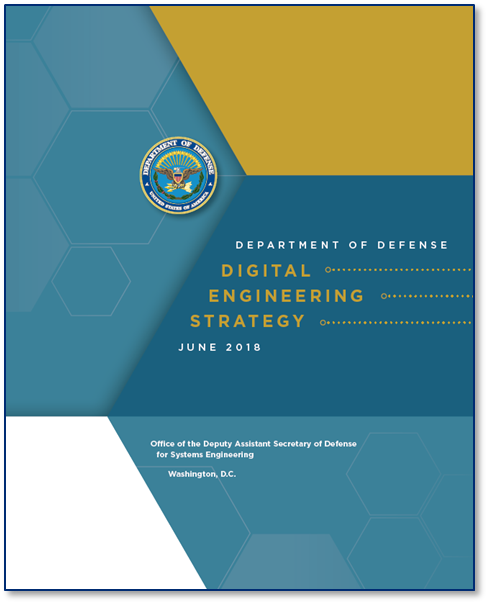 DEPARTMENT OF DEFENSE
UNITED STATES OF AMERICA
DEPARTMENT OF DEFENSE
DIGITAL
ENGINEERING
STRATEGY
JUNE 2018
Office of the Deputy Assistant Secretary of Defense
for Systems Engineering
Washington, D.C.